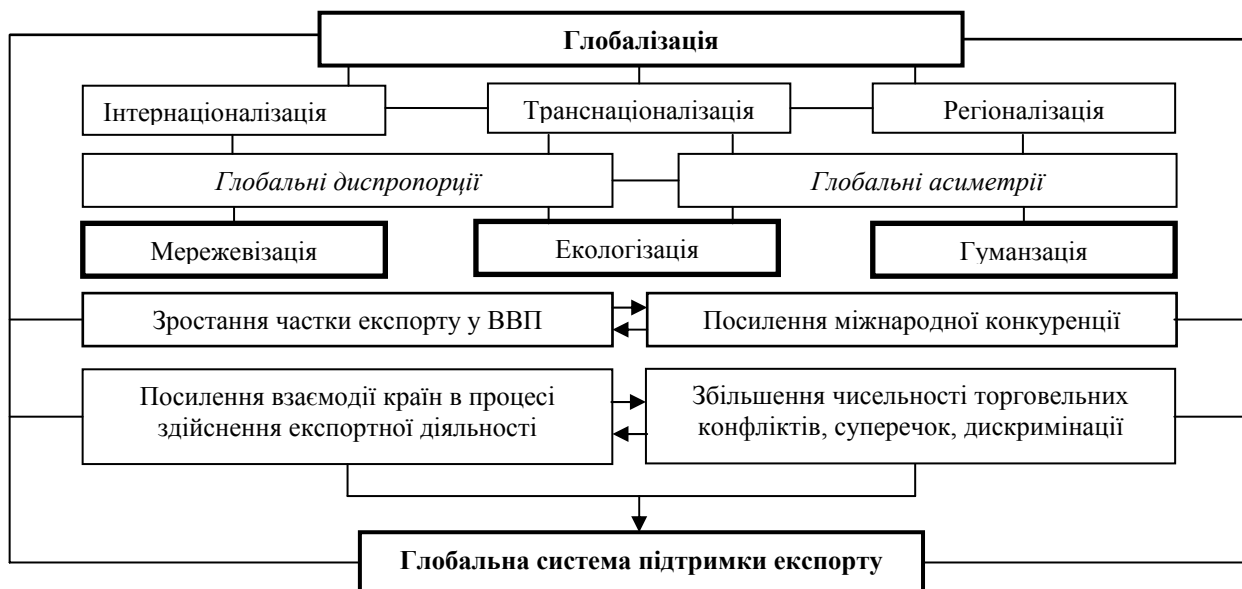 Глобалізація
Інтернаціоналізація
Транснаціоналізація
Регіоналізація
Глобальні диспропорції
Глобальні асиметрії
Мережевізація
Екологізація
Гуманзація
Зростання частки експорту у ВВП
Посилення міжнародної конкуренції
Посилення взаємодії країн в процесі
здійснення експортної діяльності
Збільшення чисельності торговельних
конфліктів, суперечок, дискримінації
Глобальна система підтримки експорту